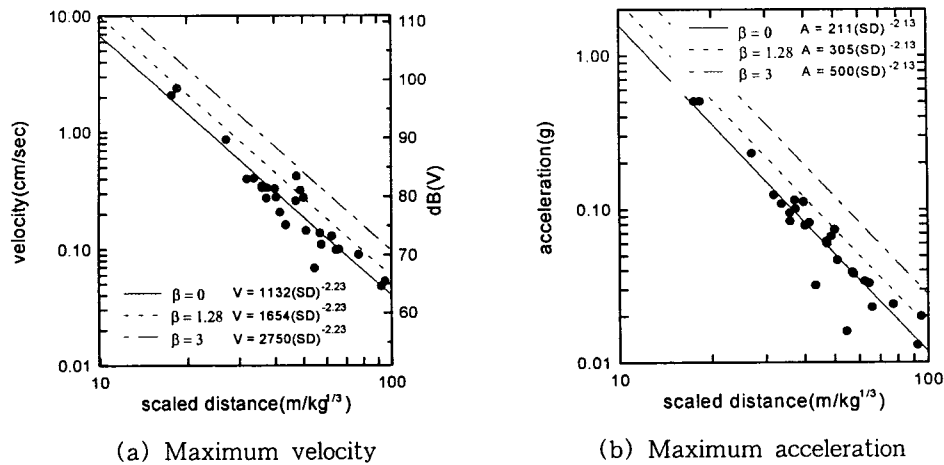 10.00
1.00
0.10
0.01
velocity(cm/sec)
110
100
90
80
70
60
dB(V)
β = 0 V = 1132(SD)^-2.23
β = 1.28 V = 1654(SD)^-2.23
β = 3 V = 2750(SD)^-2.23
10 100
scaled distance(m/kg^1/3)
(a) Maximum velocity
β = 0 A = 211(SD)^-2.13
β = 1.28 A = 305(SD)^-2.13
β = 3 A = 500(SD)^-2.13
1.00
0.10
0.01
acceleration(g)
10 100
scaled distance(m/kg^1/3)
(b) Maximum acceleration